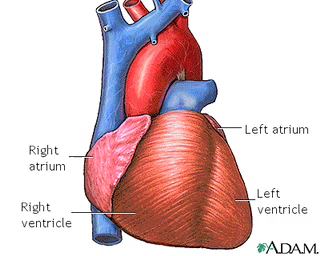 Left atrium
Right
atrium
Left
ventricle
Right
ventricle
ADAM.